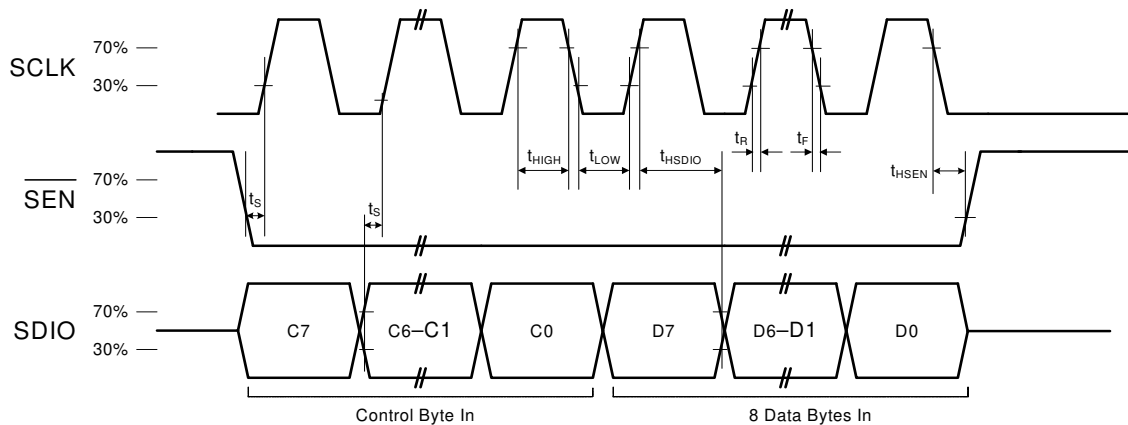 SCLK
70%
30%
tR
tF
tHIGH
tLOW
tHSDIO
tHSEN
SEN
70%
30%
tS
tS
SDIO
70%
30%
C7
C6–C1
C0
D7
D6–D1
D0
Control Byte In
8 Data Bytes In